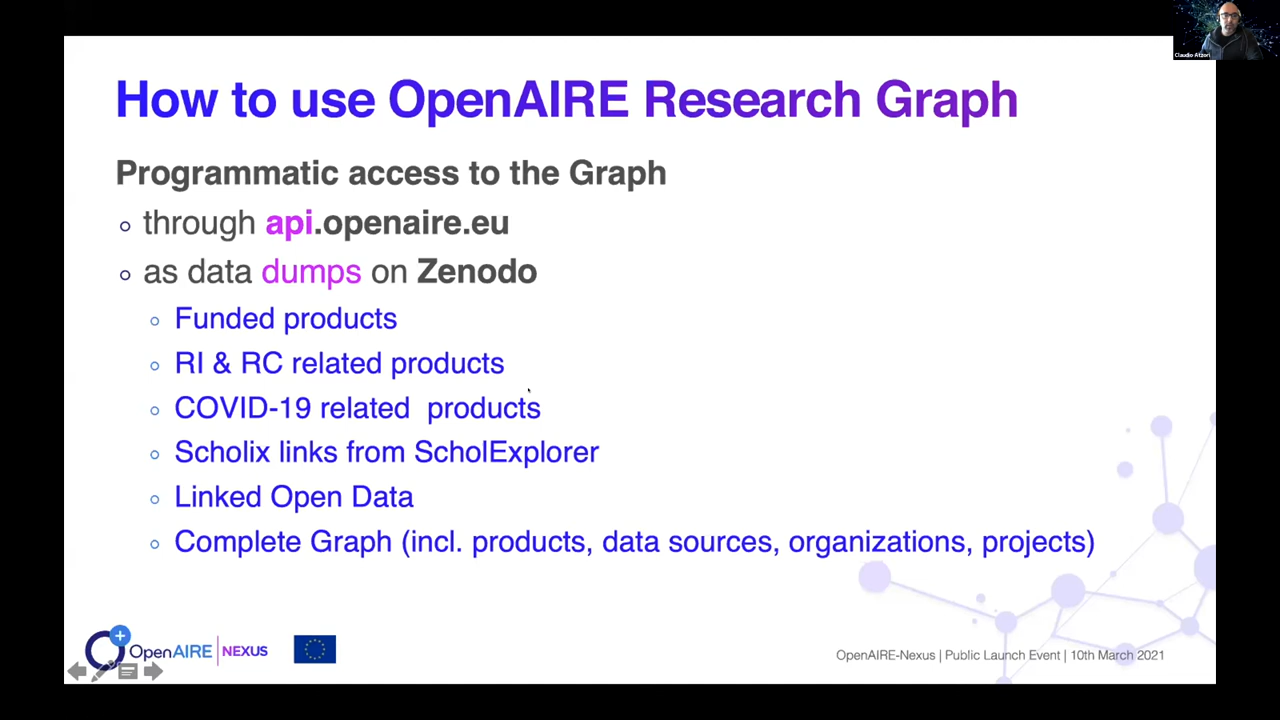 Claudio Atzori
How to use OpenAIRE Research Graph
Programmatic access to the Graph
through api.openaire.eu
as data dumps on Zenodo
Funded products
RI & RC related products
COVID-19 related products
Scholix links from ScholExplorer
Linked Open Data
Complete Graph (incl. products, data sources, organizations, projects)
OpenAIRE | NEXUS
OpenAIRE-Nexus | Public Launch Event | 10th March 2021